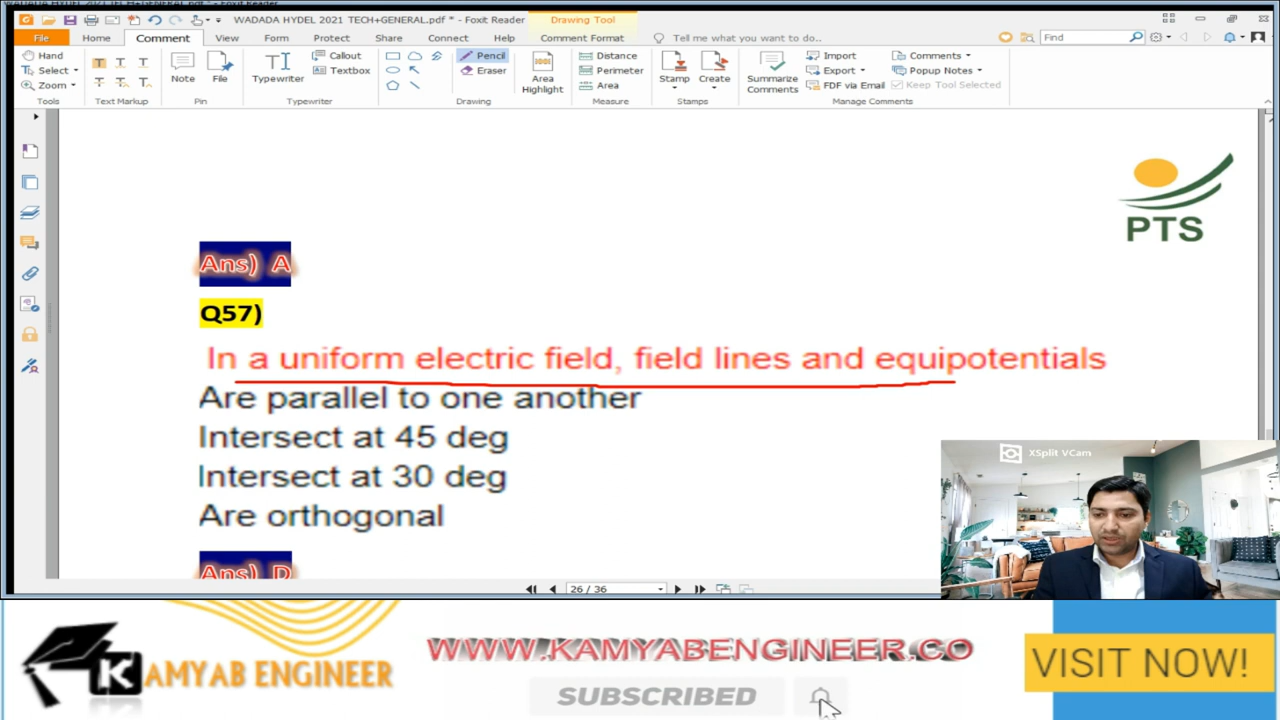 WADADA HYDEL 2021 TECH+GENERAL.pdf * - Foxit Reader
Drawing Tool
File
Home
Comment
View
Form
Protect
Share
Connect
Help
Comment Format
Tell me what you want to do..
Find
Hand
Select
Zoom
Tools
Text Markup
Note
File
Pin
Typewriter
Callout
Textbox
Typewriter
Pencil
Eraser
Area Highlight
Drawing
Distance
Perimeter
Area
Measure
Stamp
Create
Stamps
Summarize Comments
Import
Export
FDF via Email
Comments
Popup Notes
Keep Tool Selected
Manage Comments
PTS
Ans) A
Q57)
In a uniform electric field, field lines and equipotentials
Are parallel to one another
Intersect at 45 deg
Intersect at 30 deg
Are orthogonal
Ans) D
XSplit VCam
26 / 36
K
AMYAB ENGINEER
WWW.KAMYABENGINEER.CO
SUBSCRIBED
VISIT NOW!